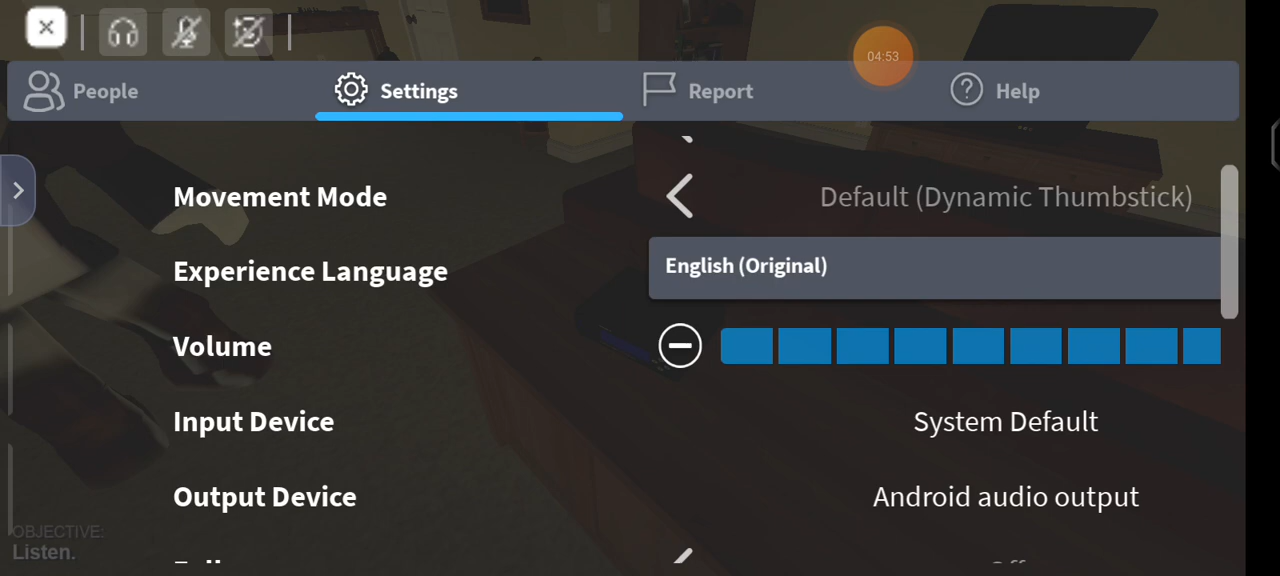 04:53
People
Settings
Report
Help
Movement Mode
Default (Dynamic Thumbstick)
Experience Language
English (Original)
Volume
Input Device
System Default
Output Device
Android audio output
OBJECTIVE:
Listen.